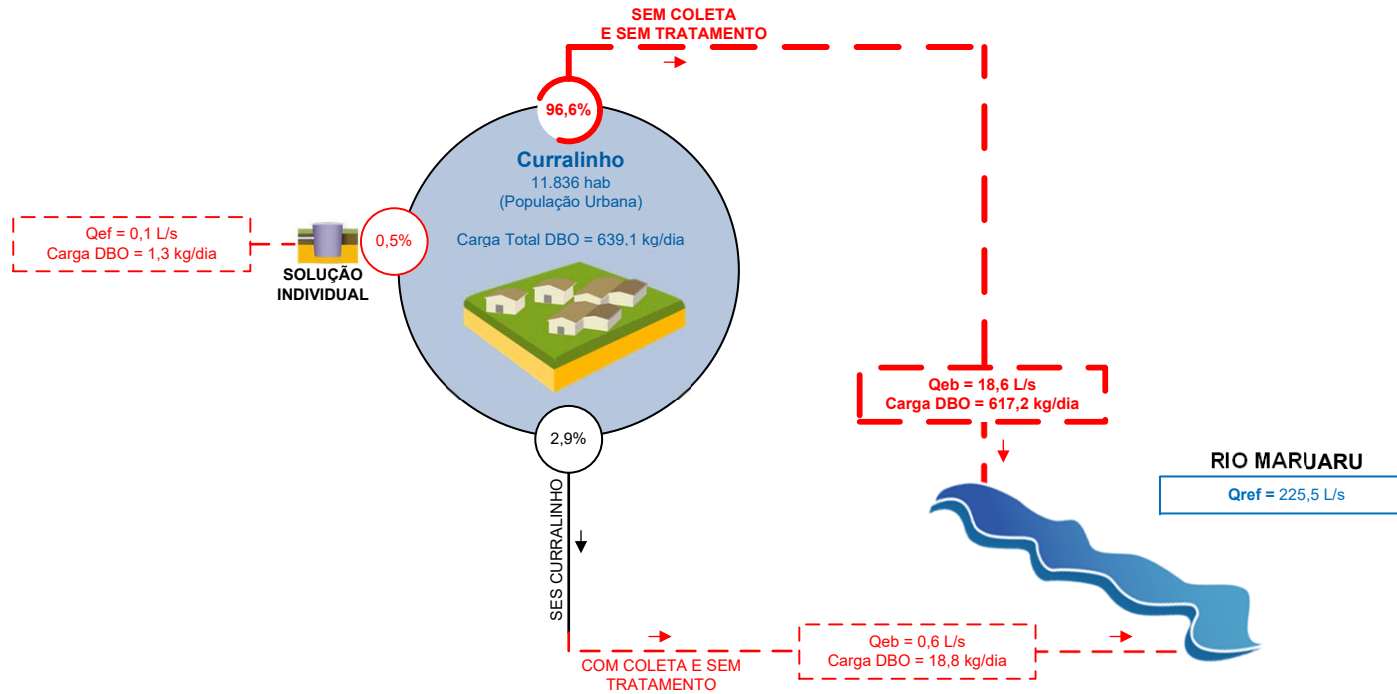 SEM COLETA
E SEM TRATAMENTO
96,6%
Curralinho
11.836 hab
(População Urbana)
Carga Total DBO = 639,1 kg/dia
0,5%
Qef = 0,1 L/s
Carga DBO = 1,3 kg/dia
SOLUÇÃO
INDIVIDUAL
Qeb = 18,6 L/s
Carga DBO = 617,2 kg/dia
2,9%
RIO MARUARU
Qref = 225,5 L/s
SES CURRALINHO
Qeb = 0,6 L/s
Carga DBO = 18,8 kg/dia
COM COLETA E SEM
TRATAMENTO